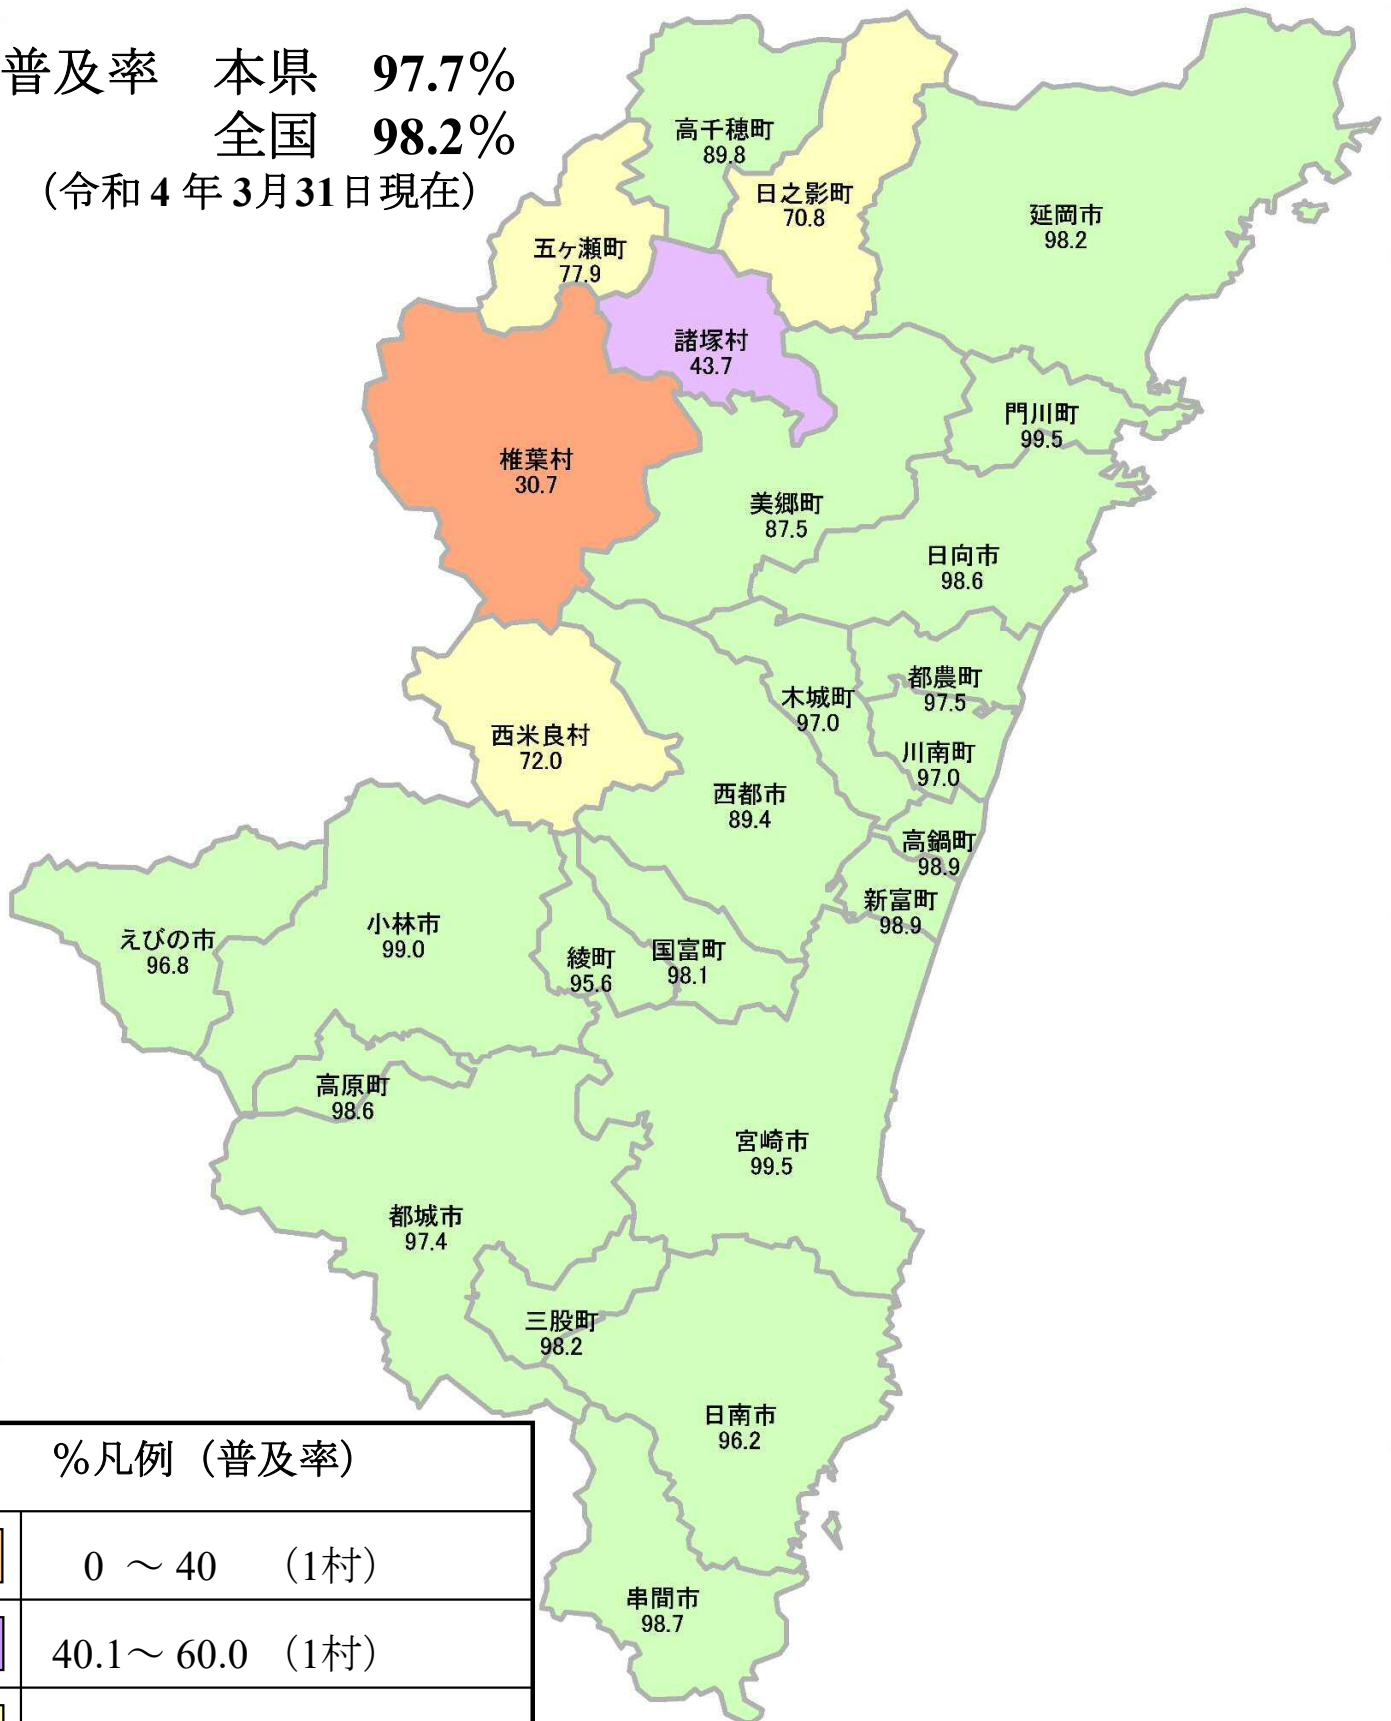 普及率 本県 97.7%
全国 98.2%
(令和4年3月31日現在)
高千穂町
89.8
日之影町
70.8
延岡市
98.2
五ヶ瀬町
77.9
諸塚村
43.7
門川町
99.5
椎葉村
30.7
美郷町
87.5
日向市
98.6
都農町
97.5
木城町
97.0
西米良村
72.0
川南町
97.0
西都市
89.4
高鍋町
98.9
新富町
98.9
小林市
99.0
えびの市
96.8
国富町
98.1
綾町
95.6
高原町
98.6
宮崎市
99.5
都城市
97.4
三股町
98.2
日南市
96.2
串間市
98.7
%凡例(普及率)
0 ~ 40 (1村)
40.1~ 60.0 (1村)